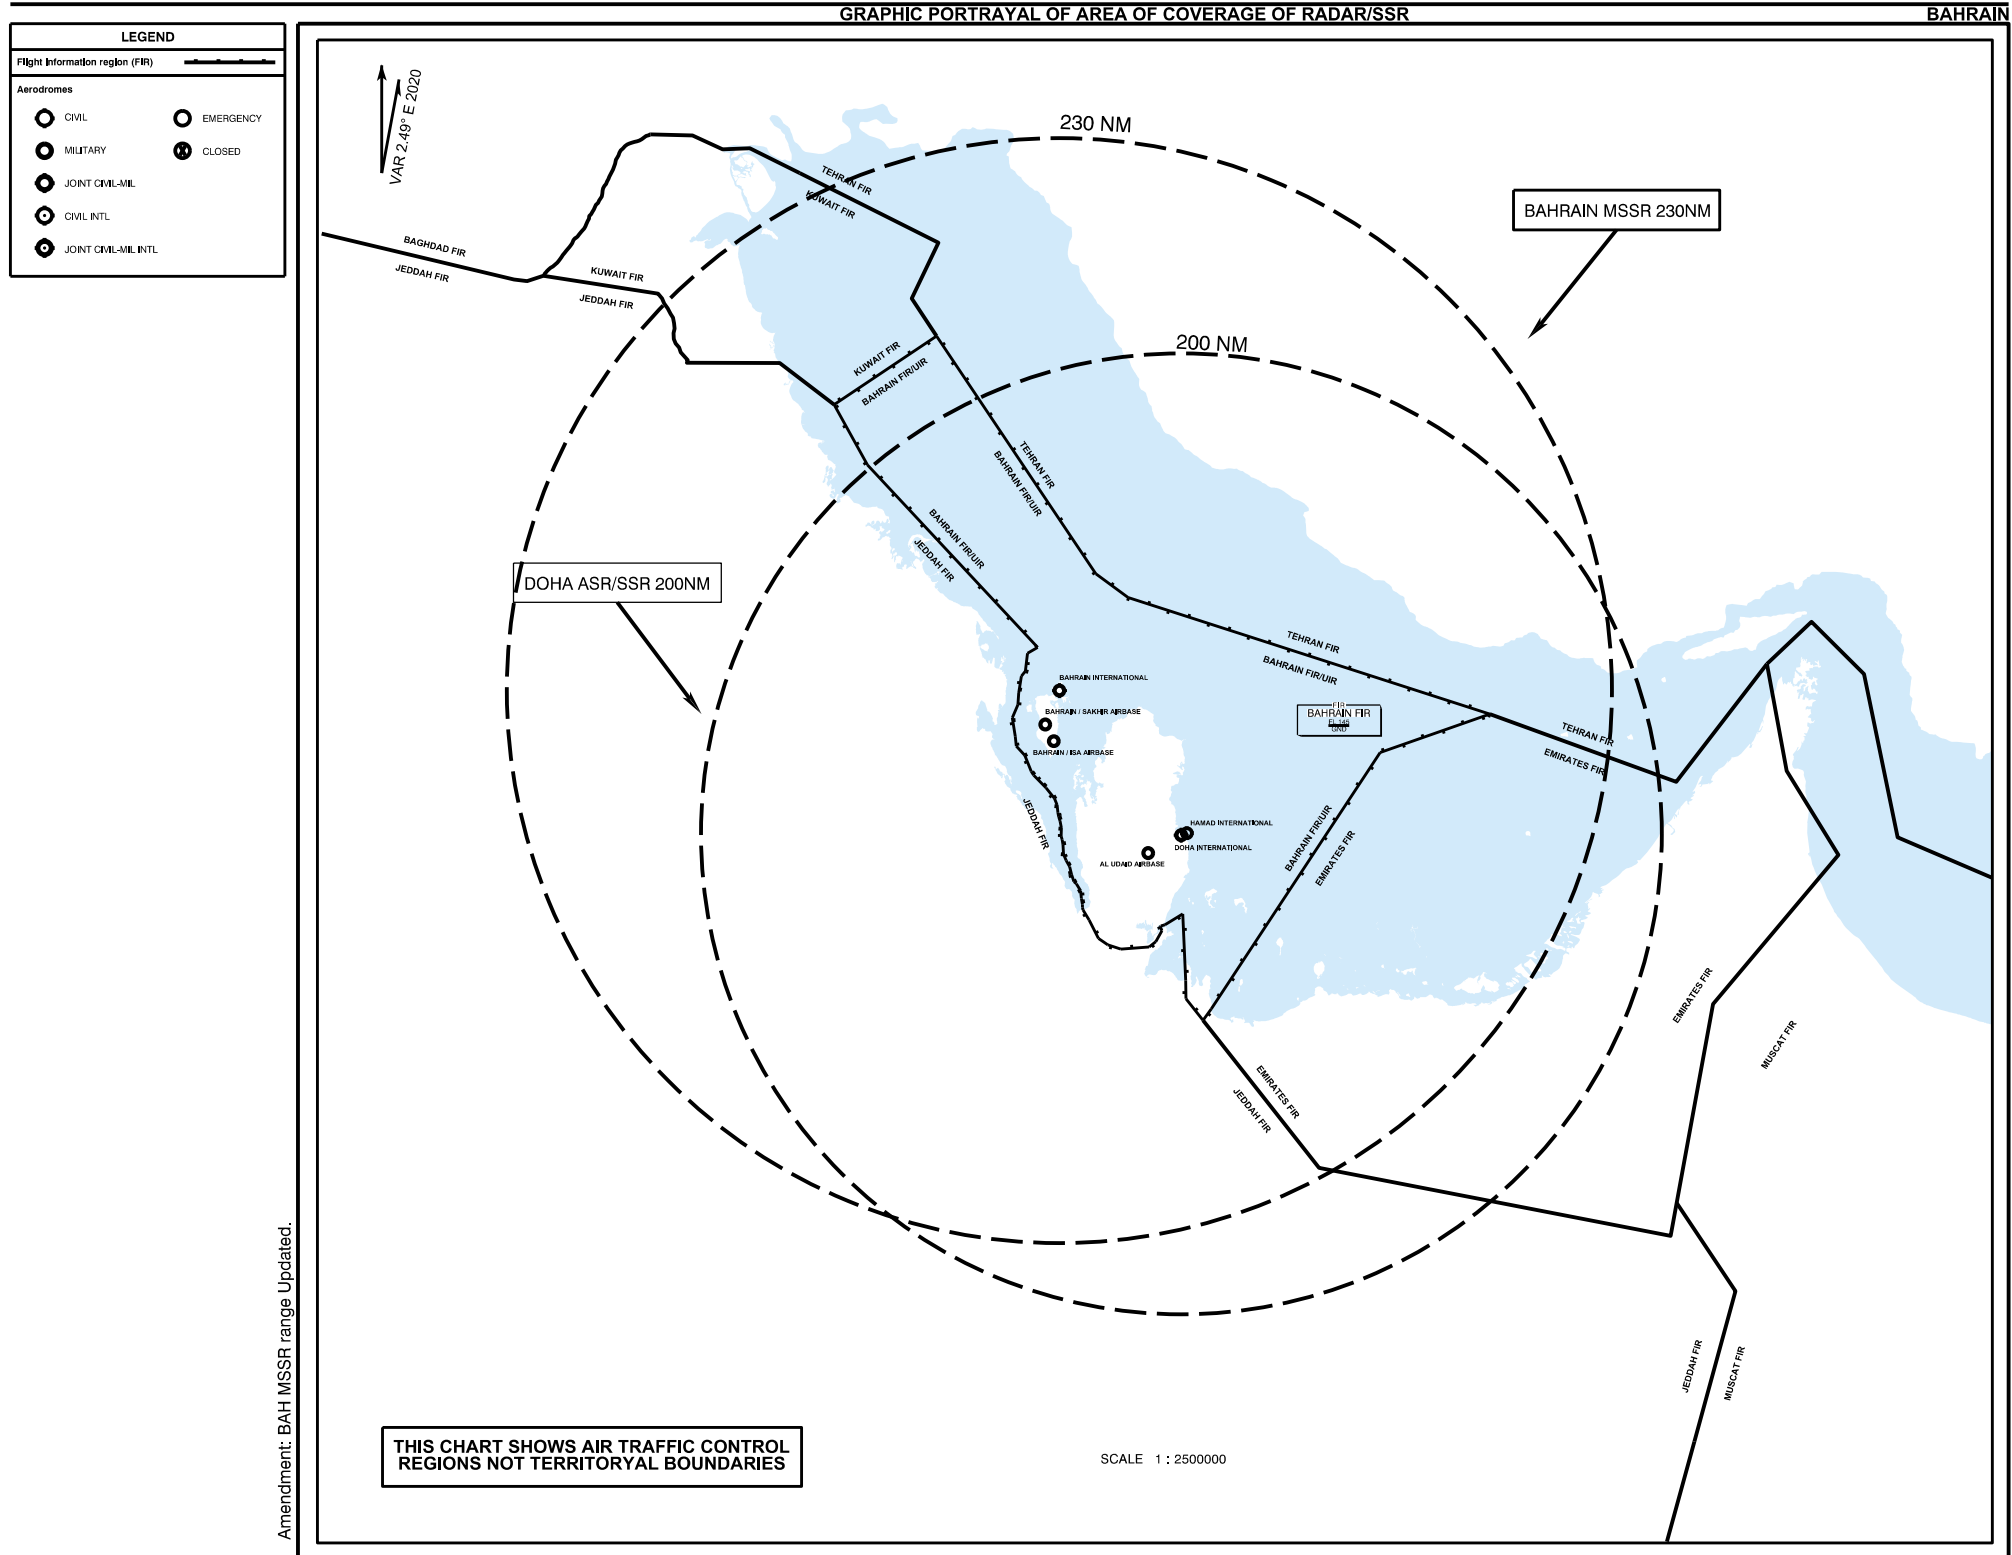 GRAPHIC PORTRAYAL OF AREA OF COVERAGE OF RADAR/SSR
BAHRAIN
LEGEND
Flight information region (FIR)
Aerodromes
CIVIL
EMERGENCY
MILITARY
CLOSED
JOINT CIVIL-MIL
CIVIL INTL
JOINT CIVIL-MIL INTL
VAR 2.49° E 2020
230 NM
BAHRAIN MSSR 230NM
TEHRAN FIR
KUWAIT FIR
BAGHDAD FIR
JEDDAH FIR
KUWAIT FIR
JEDDAH FIR
200 NM
KUWAIT FIR
BAHRAIN FIR/UIR
TEHRAN FIR
BAHRAIN FIR/UIR
BAHRAIN FIR/UIR
JEDDAH FIR
DOHA ASR/SSR 200NM
TEHRAN FIR
BAHRAIN FIR/UIR
BAHRAIN INTERNATIONAL
BAHRAIN / SAKHIR AIRBASE
BAHRAIN / ISA AIRBASE
FIR
BAHRAIN FIR
FL 145
GND
TEHRAN FIR
EMIRATES FIR
JEDDAH FIR
HAMAD INTERNATIONAL
DOHA INTERNATIONAL
AL UDAID AIRBASE
BAHRAIN FIR/UIR
EMIRATES FIR
EMIRATES FIR
MUSCAT FIR
EMIRATES FIR
JEDDAH FIR
JEDDAH FIR
MUSCAT FIR
THIS CHART SHOWS AIR TRAFFIC CONTROL
REGIONS NOT TERRITORYAL BOUNDARIES
SCALE 1 : 2500000
Amendment: BAH MSSR range Updated.